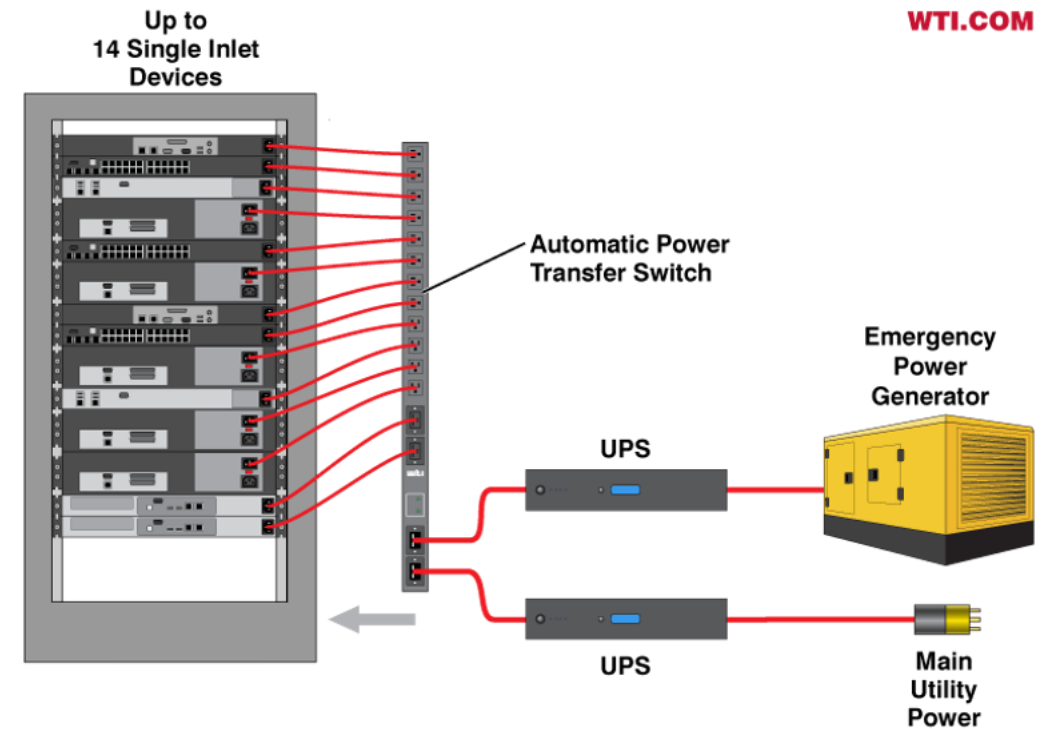 Up to
14 Single Inlet
Devices
WTI.COM
Automatic Power
Transfer Switch
Emergency
Power
Generator
UPS
UPS
Main
Utility
Power